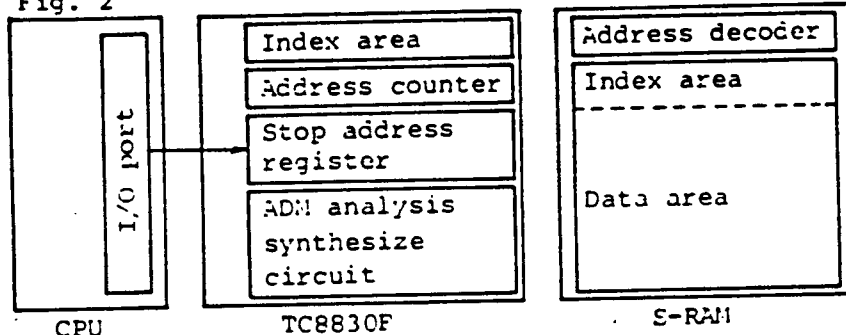 Fig. 2
I/O port
CPU
Index area
Address counter
Stop address
register
ADM analysis
synthesize
circuit
TC8830F
Address decoder
Index area
Data area
S-RAM